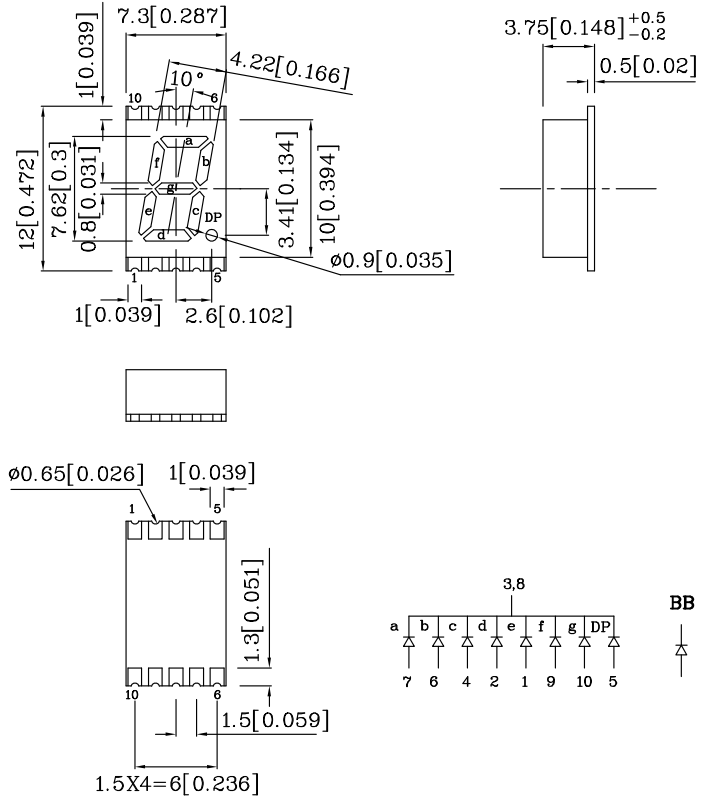 7.3[0.287]
3.75[0.148]+0.5
−0.2
0.5[0.02]
1[0.039]
4.22[0.166]
10°
10
6
a
b
f
g
e
c
d
DP
12[0.472]
7.62[0.3]
0.8[0.031]
3.41[0.134]
10[0.394]
ø0.9[0.035]
1
5
1[0.039]
2.6[0.102]
ø0.65[0.026]
1[0.039]
1
5
1.3[0.051]
10
6
1.5[0.059]
1.5X4=6[0.236]
3,8
BB
a b c d e f g DP
7 6 4 2 1 9 10 5